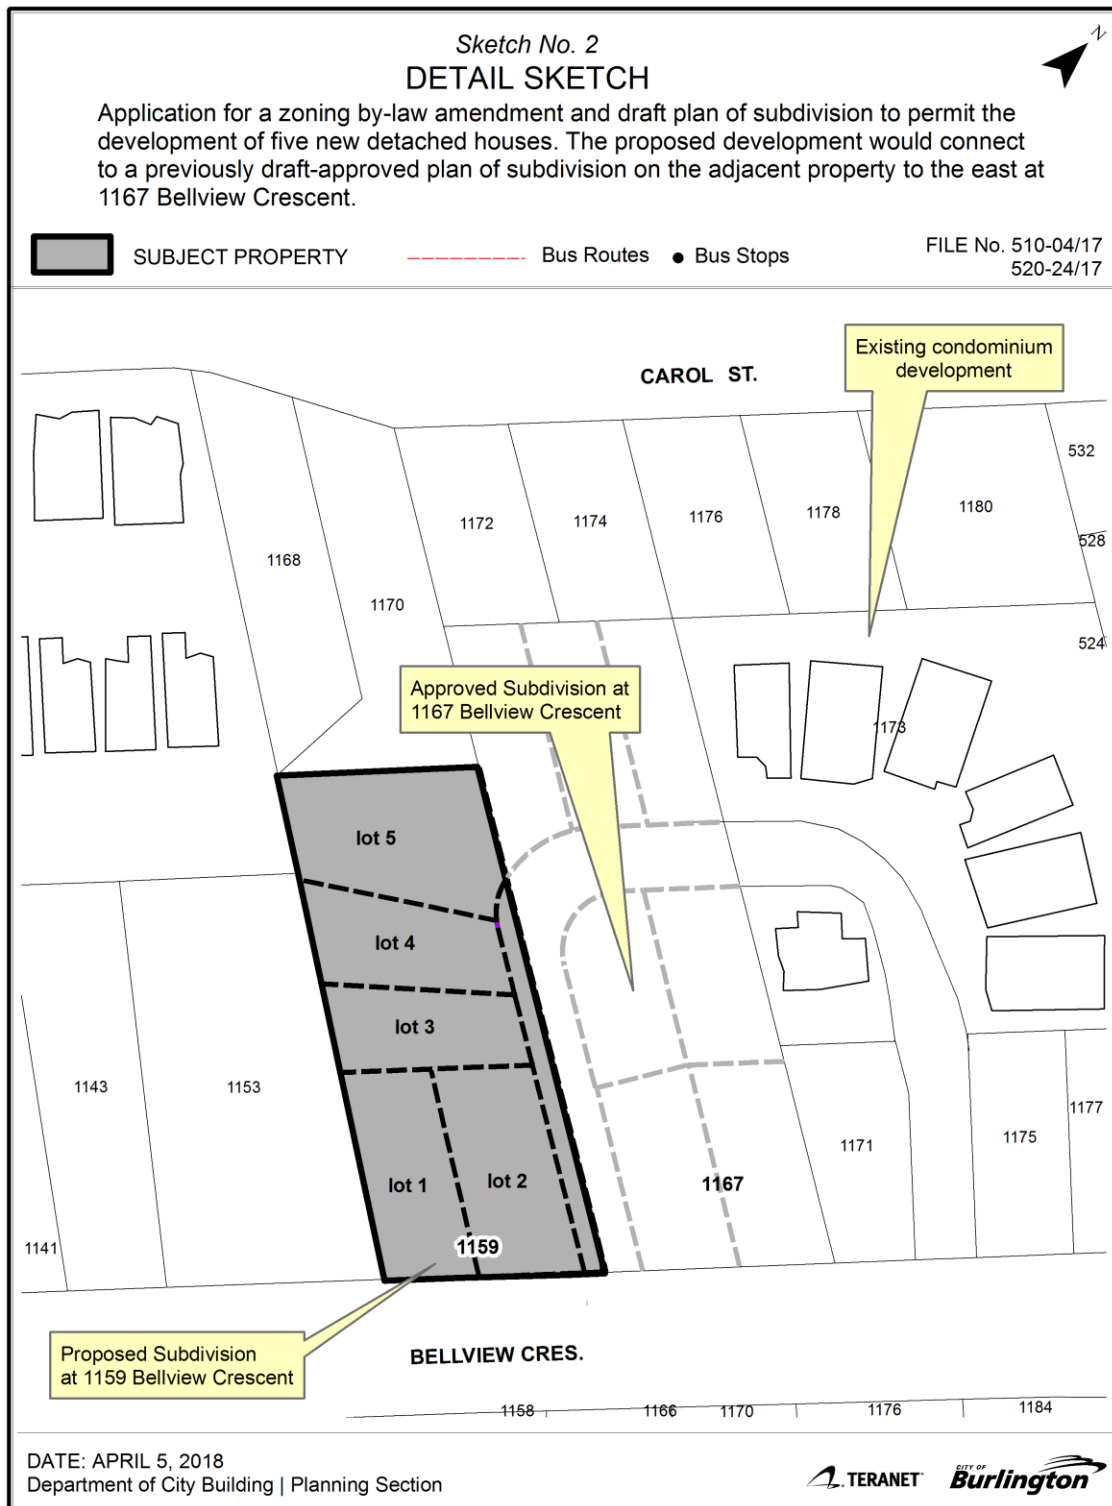 Sketch No. 2
N
DETAIL SKETCH
Application for a zoning by-law amendment and draft plan of subdivision to permit the
development of five new detached houses. The proposed development would connect
to a previously draft-approved plan of subdivision on the adjacent property to the east at
1167 Bellview Crescent.
SUBJECT PROPERTY
Bus Routes
Bus Stops
FILE No. 510-04/17
520-24/17
CAROL ST.
Existing condominium
development
532
1172
1174
1176
1178
1180
528
1168
1170
524
Approved Subdivision at
1167 Bellview Crescent
1173
lot 5
lot 4
lot 3
1143
1153
1177
1175
1171
lot 1
lot 2
1167
1141
1159
Proposed Subdivision
at 1159 Bellview Crescent
BELLVIEW CRES.
1158
1166
1170
1176
1184
DATE: APRIL 5, 2018
Department of City Building | Planning Section
TERANET
CITY OF
Burlington